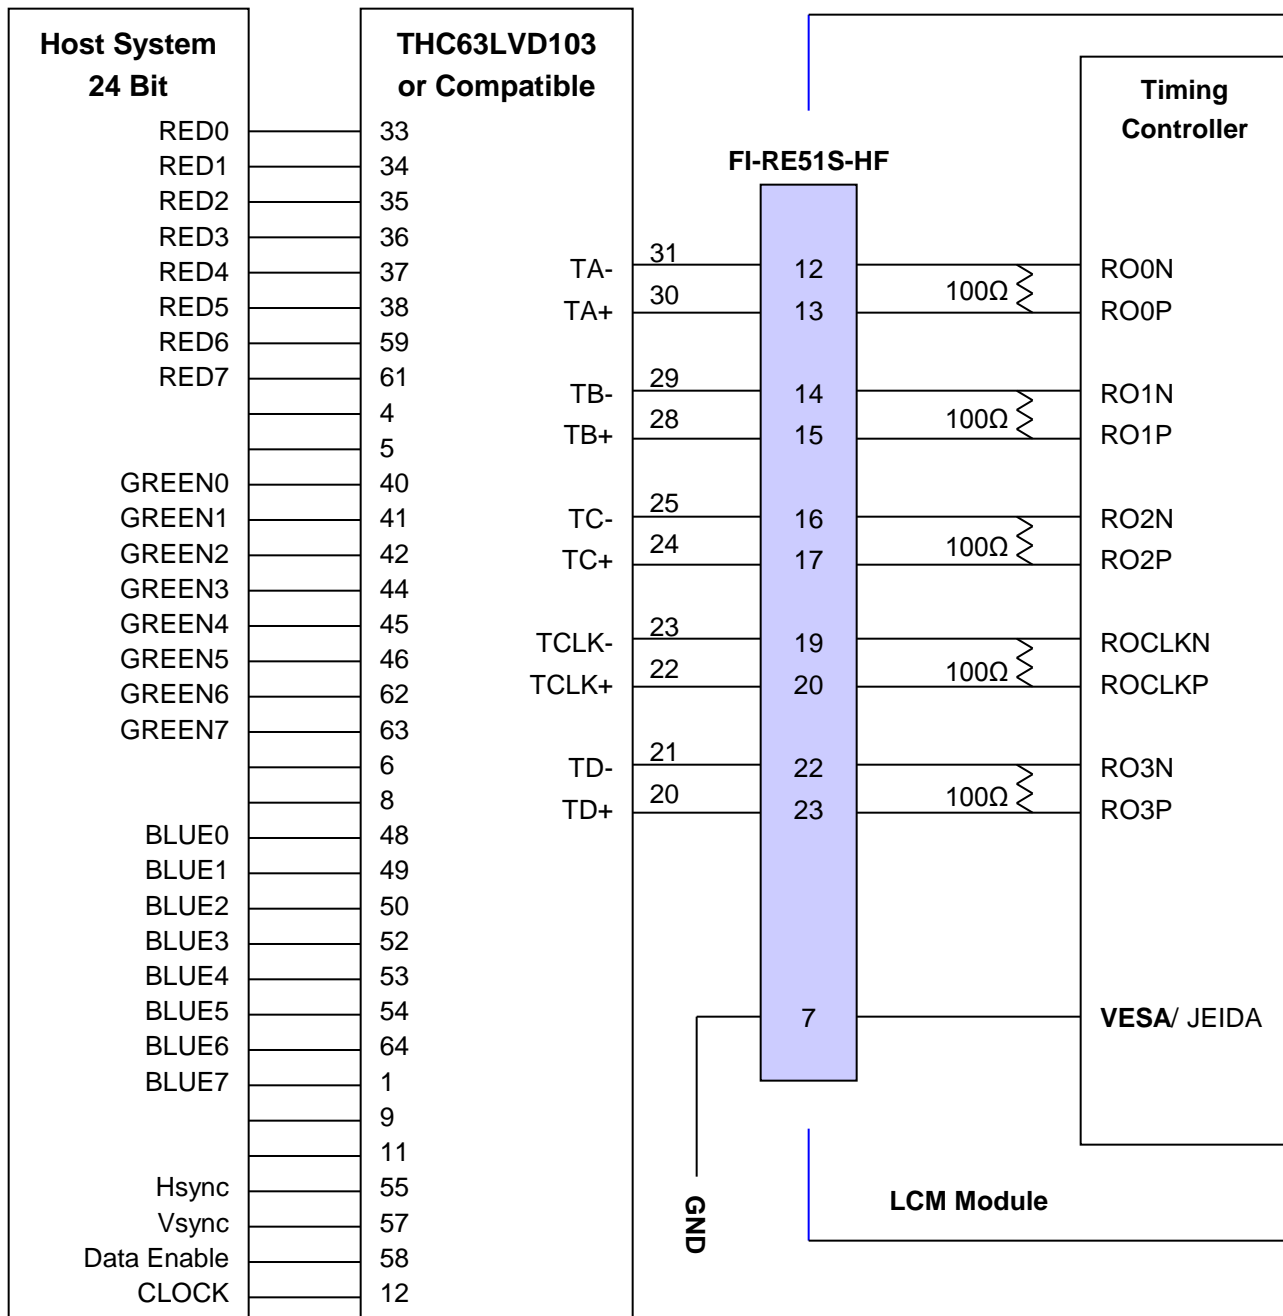 Host System
24 Bit
THC63LVD103
or Compatible
Timing
Controller
FI-RE51S-HF
RED0 33
RED1 34
RED2 35
RED3 36
RED4 37
RED5 38
RED6 59
RED7 61
4
5
GREEN0 40
GREEN1 41
GREEN2 42
GREEN3 44
GREEN4 45
GREEN5 46
GREEN6 62
GREEN7 63
6
8
BLUE0 48
BLUE1 49
BLUE2 50
BLUE3 52
BLUE4 53
BLUE5 54
BLUE6 64
BLUE7 1
9
11
Hsync 55
Vsync 57
Data Enable 58
CLOCK 12
TA- 31 12 RO0N
100Ω
TA+ 30 13 RO0P
TB- 29 14 RO1N
100Ω
TB+ 28 15 RO1P
TC- 25 16 RO2N
100Ω
TC+ 24 17 RO2P
TCLK- 23 19 ROCLKN
100Ω
TCLK+ 22 20 ROCLKP
TD- 21 22 RO3N
100Ω
TD+ 20 23 RO3P
7 VESA/ JEIDA
GND
LCM Module